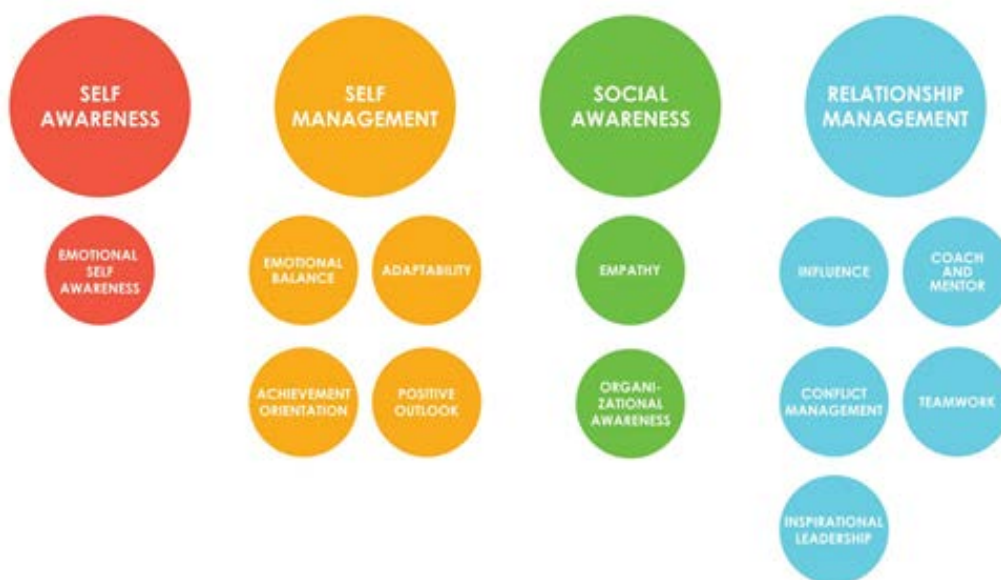 SELF
AWARENESS
SELF
MANAGEMENT
SOCIAL
AWARENESS
RELATIONSHIP
MANAGEMENT
EMOTIONAL
SELF
AWARENESS
EMOTIONAL
BALANCE
ADAPTABILITY
EMPATHY
INFLUENCE
COACH
AND
MENTOR
ACHIEVEMENT
ORIENTATION
POSITIVE
OUTLOOK
ORGANI-
ZATIONAL
AWARENESS
CONFLICT
MANAGEMENT
TEAMWORK
INSPIRATIONAL
LEADERSHIP